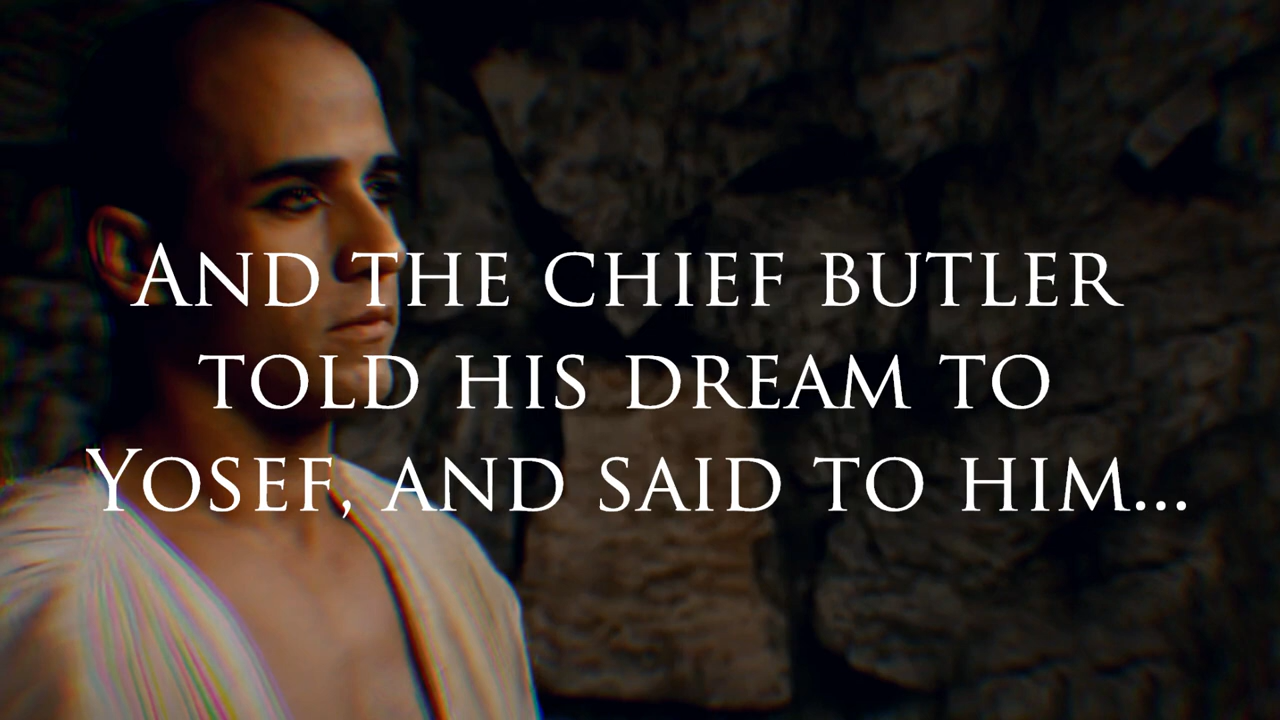 And the chief butler
told his dream to
Yosef, and said to him...